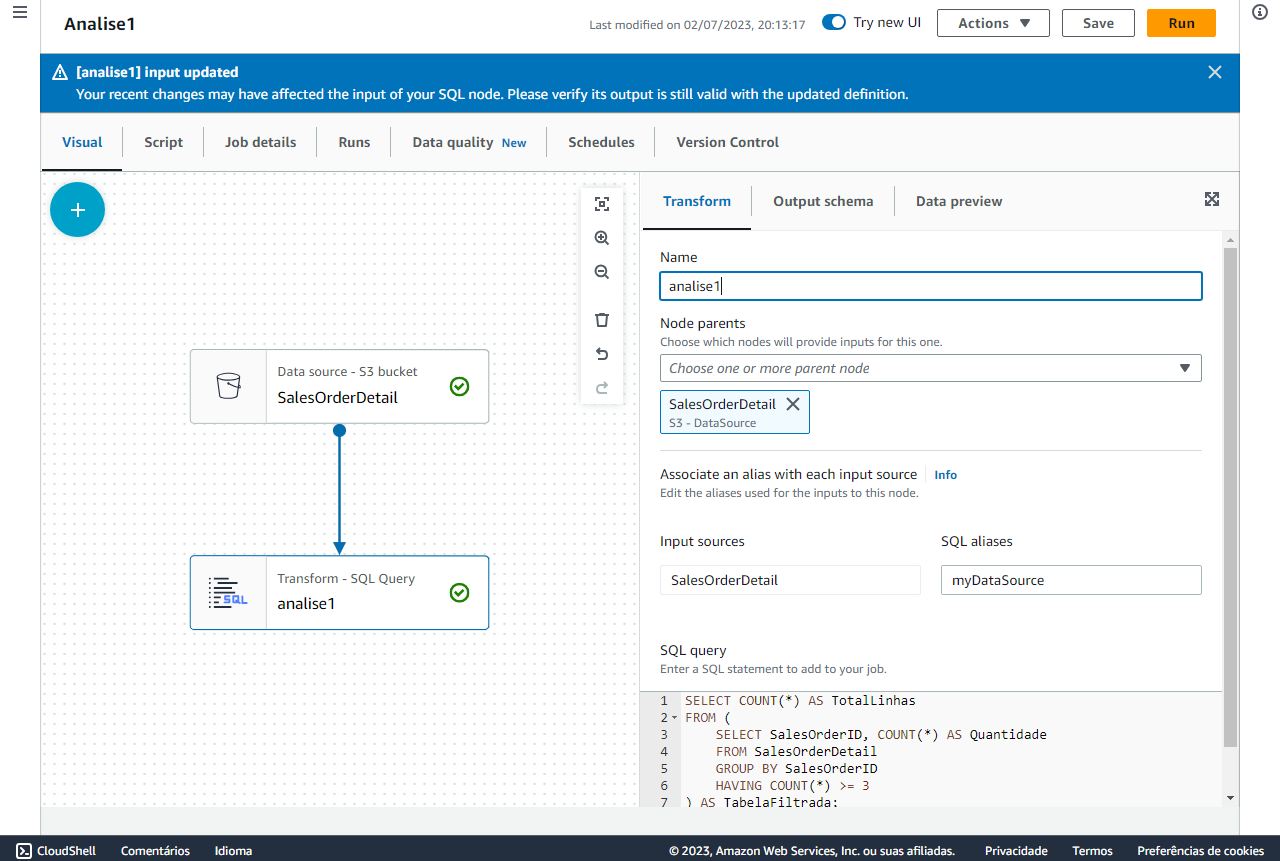 Analise1
Last modified on 02/07/2023, 20:13:17
Try new UI
Actions
Save
Run
[analise1] input updated
Your recent changes may have affected the input of your SQL node. Please verify its output is still valid with the updated definition.
Visual
Script
Job details
Runs
Data quality New
Schedules
Version Control
Data source - S3 bucket
SalesOrderDetail
Transform - SQL Query
SQL
analise1
Transform
Output schema
Data preview
Name
analise1
Node parents
Choose which nodes will provide inputs for this one.
Choose one or more parent node
SalesOrderDetail
S3 - DataSource
Associate an alias with each input source
Info
Edit the aliases used for the inputs to this node.
Input sources
SQL aliases
SalesOrderDetail
myDataSource
SQL query
Enter a SQL statement to add to your job.
1 SELECT COUNT(*) AS TotalLinhas
2 FROM (
3 SELECT SalesOrderID, COUNT(*) AS Quantidade
4 FROM SalesOrderDetail
5 GROUP BY SalesOrderID
6 HAVING COUNT(*) >= 3
7 ) AS TabelaFiltrada;
CloudShell
Comentários
Idioma
© 2023, Amazon Web Services, Inc. ou suas afiliadas.
Privacidade
Termos
Preferências de cookies